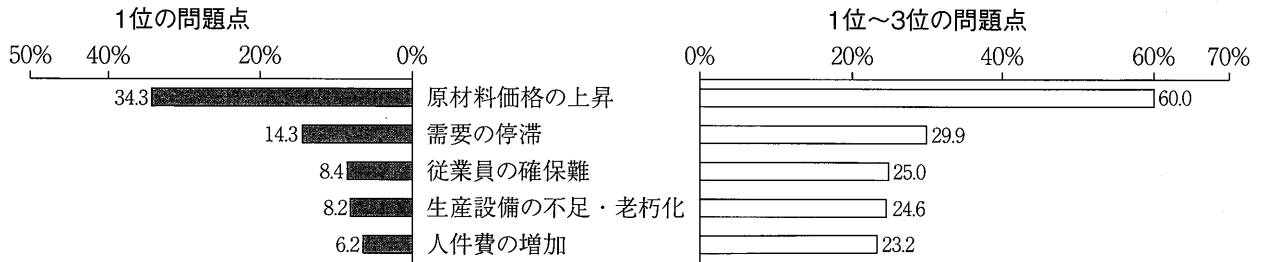 1位の問題点
1位～3位の問題点
50% 40% 20% 0%
0% 20% 40% 60% 70%
34.3 原材料価格の上昇 60.0
14.3 需要の停滞 29.9
8.4 従業員の確保難 25.0
8.2 生産設備の不足・老朽化 24.6
6.2 人件費の増加 23.2